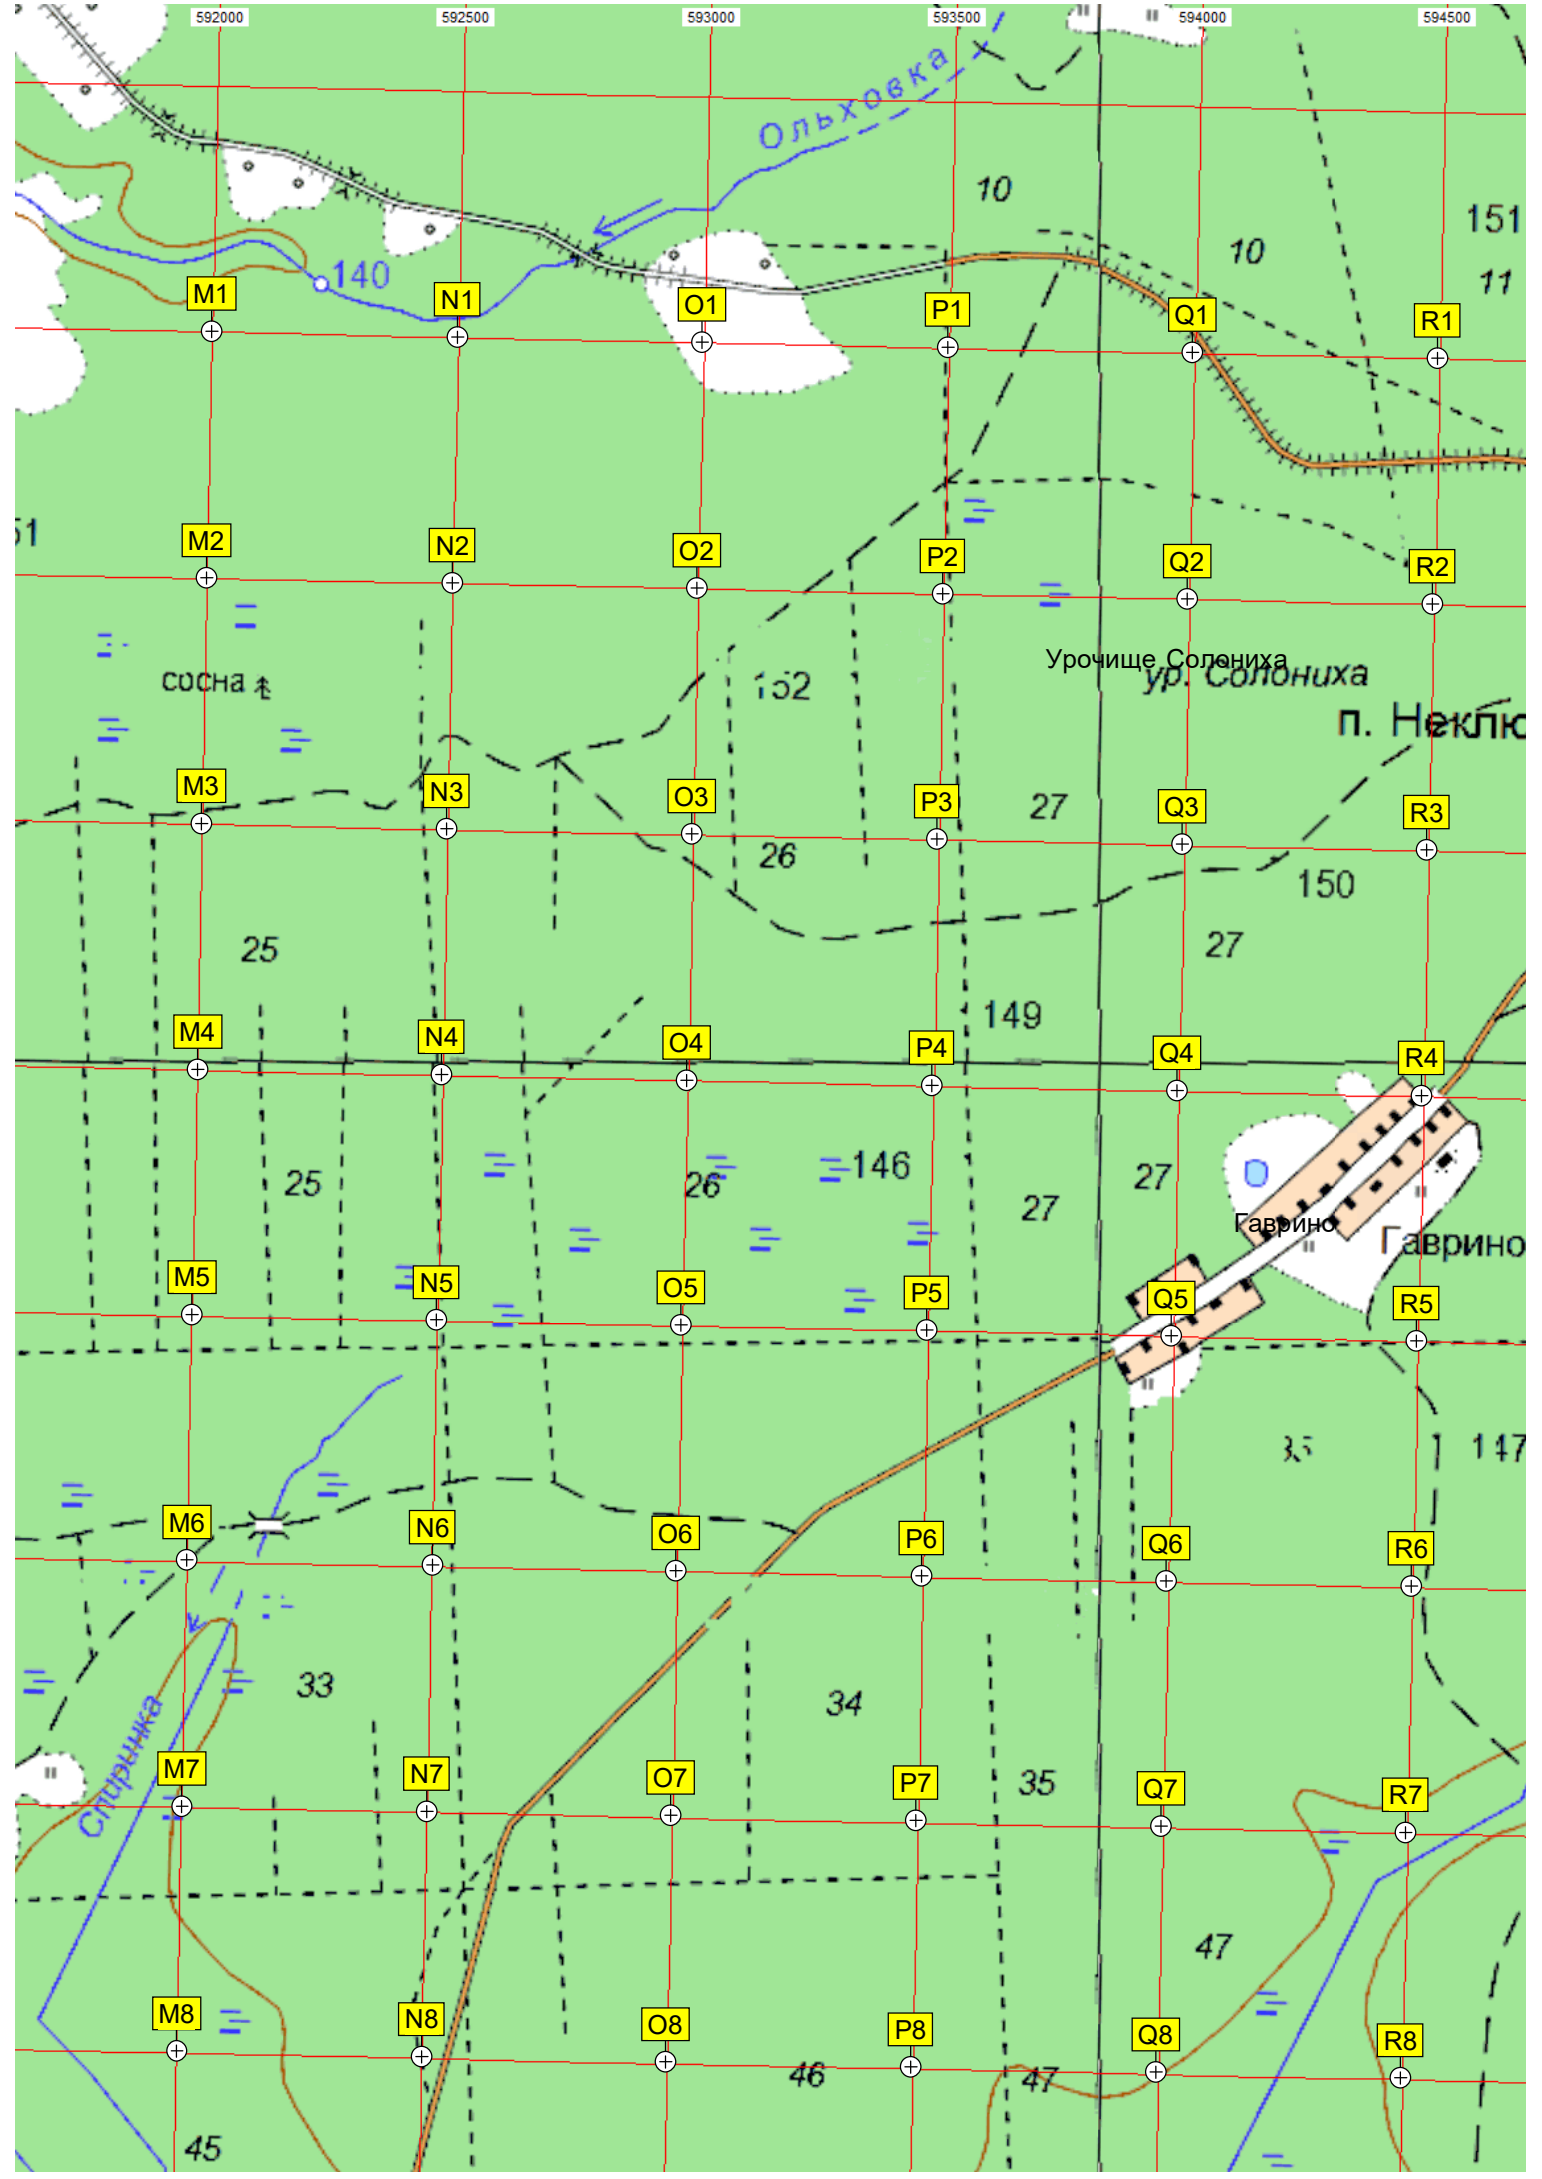 592000 592500 593000 593500 594000 594500
Ольховка
10
151
10
11
140
M1 N1 O1 P1 Q1 R1
51
M2 N2 O2 P2 Q2 R2
Урочище Солониха
ур. Солониха
сосна
152
п. Неклю
M3 N3 O3 P3 Q3 R3
27
26
150
25
27
149
M4 N4 O4 P4 Q4 R4
25
26
146
27
27
Гаврино
Гаврино
M5 N5 O5 P5 Q5 R5
35
147
M6 N6 O6 P6 Q6 R6
33
34
Спиринка
M7 N7 O7 P7 Q7 R7
35
47
M8 N8 O8 P8 Q8 R8
46
47
45